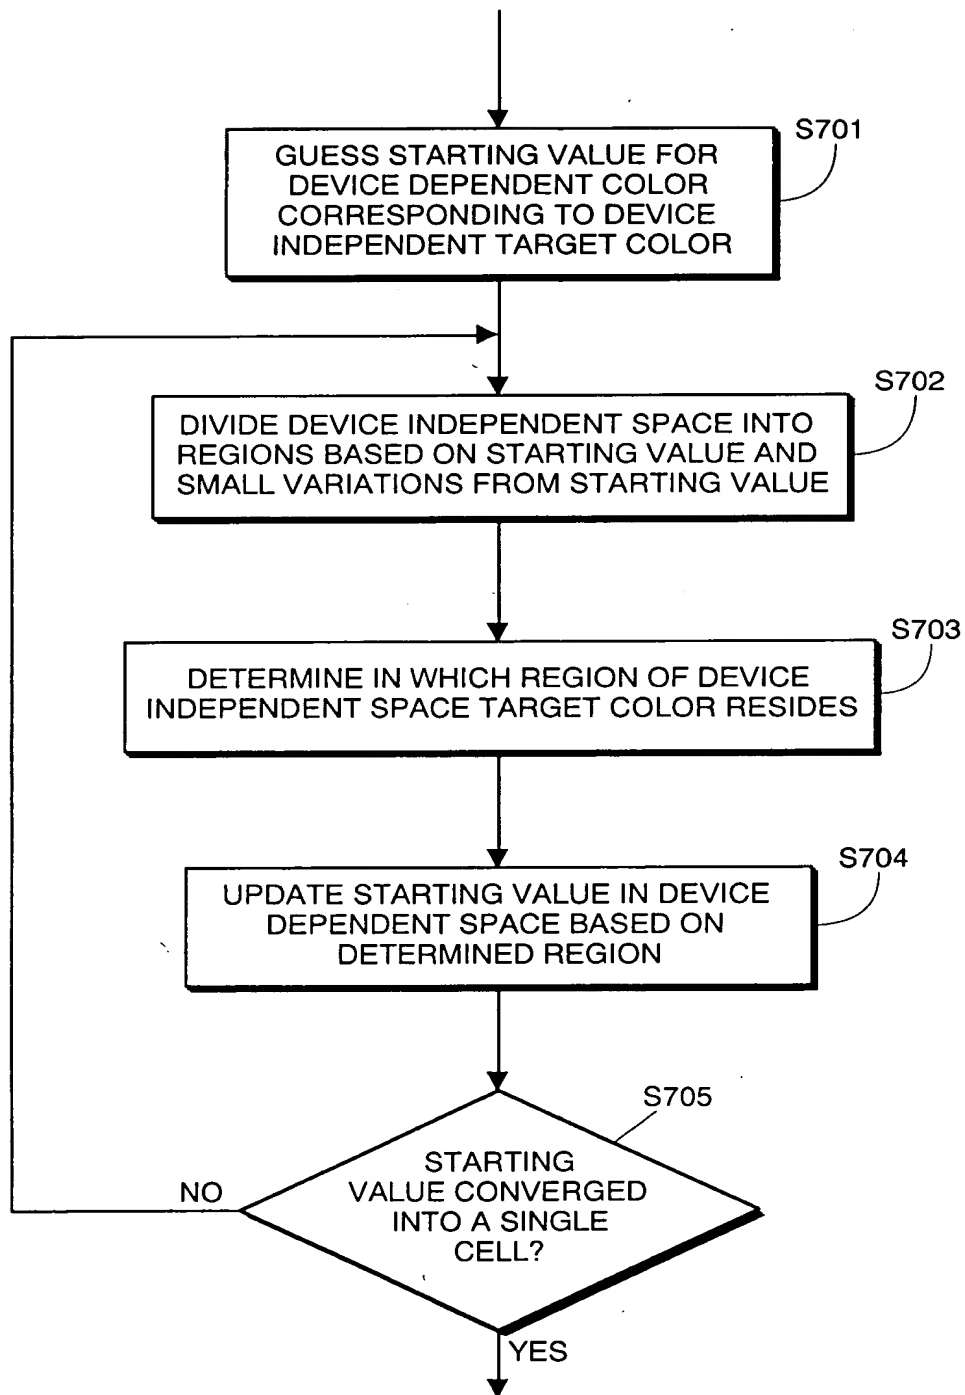 S701
GUESS STARTING VALUE FOR
DEVICE DEPENDENT COLOR
CORRESPONDING TO DEVICE
INDEPENDENT TARGET COLOR.
S702
DIVIDE DEVICE INDEPENDENT SPACE INTO
REGIONS BASED ON STARTING VALUE AND
SMALL VARIATIONS FROM STARTING VALUE
S703
DETERMINE IN WHICH REGION OF DEVICE
INDEPENDENT SPACE TARGET COLOR RESIDES
S704
UPDATE STARTING VALUE IN DEVICE
DEPENDENT SPACE BASED ON
DETERMINED REGION
S705
STARTING
VALUE CONVERGED
INTO A SINGLE
CELL?
NO
YES